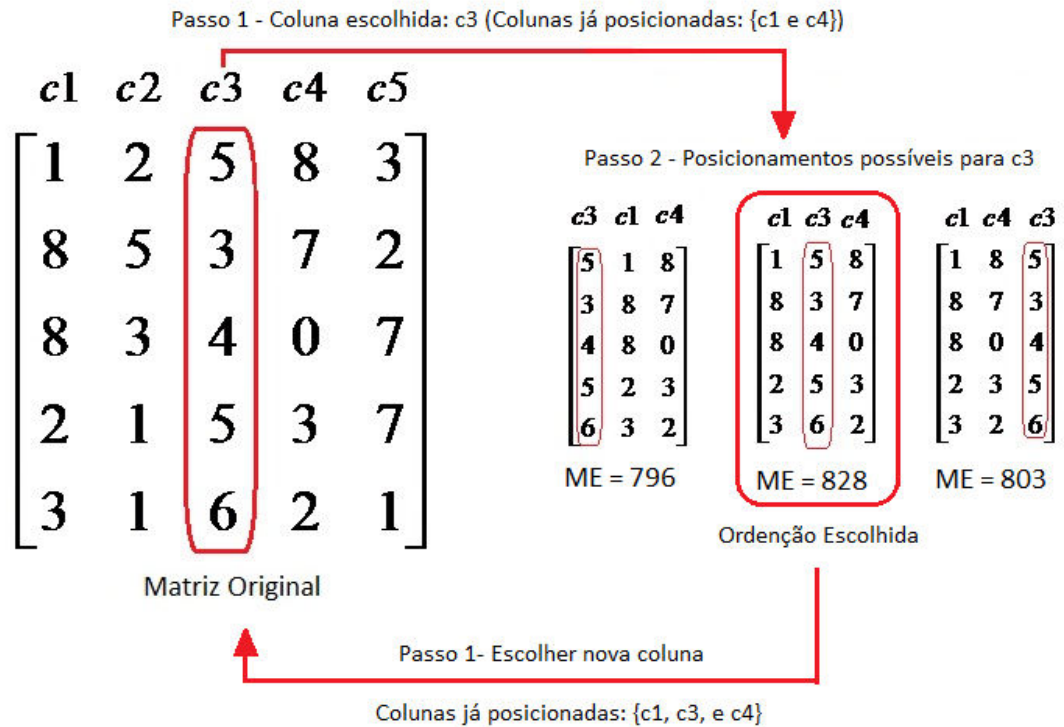 Passo 1 - Coluna escolhida: c3 (Colunas já posicionadas: {c1 e c4})
c1 c2 c3 c4 c5
1 2 5 8 3
8 5 3 7 2
8 3 4 0 7
2 1 5 3 7
3 1 6 2 1
Matriz Original
Passo 2 - Posicionamentos possíveis para c3
c3 c1 c4
5 1 8
3 8 7
4 8 0
5 2 3
6 3 2
ME = 796
c1 c3 c4
1 5 8
8 3 7
8 4 0
2 5 3
3 6 2
ME = 828
Ordenção Escolhida
c1 c4 c3
1 8 5
8 7 3
8 0 4
2 3 5
3 2 6
ME = 803
Passo 1- Escolher nova coluna
Colunas já posicionadas: {c1, c3, e c4}